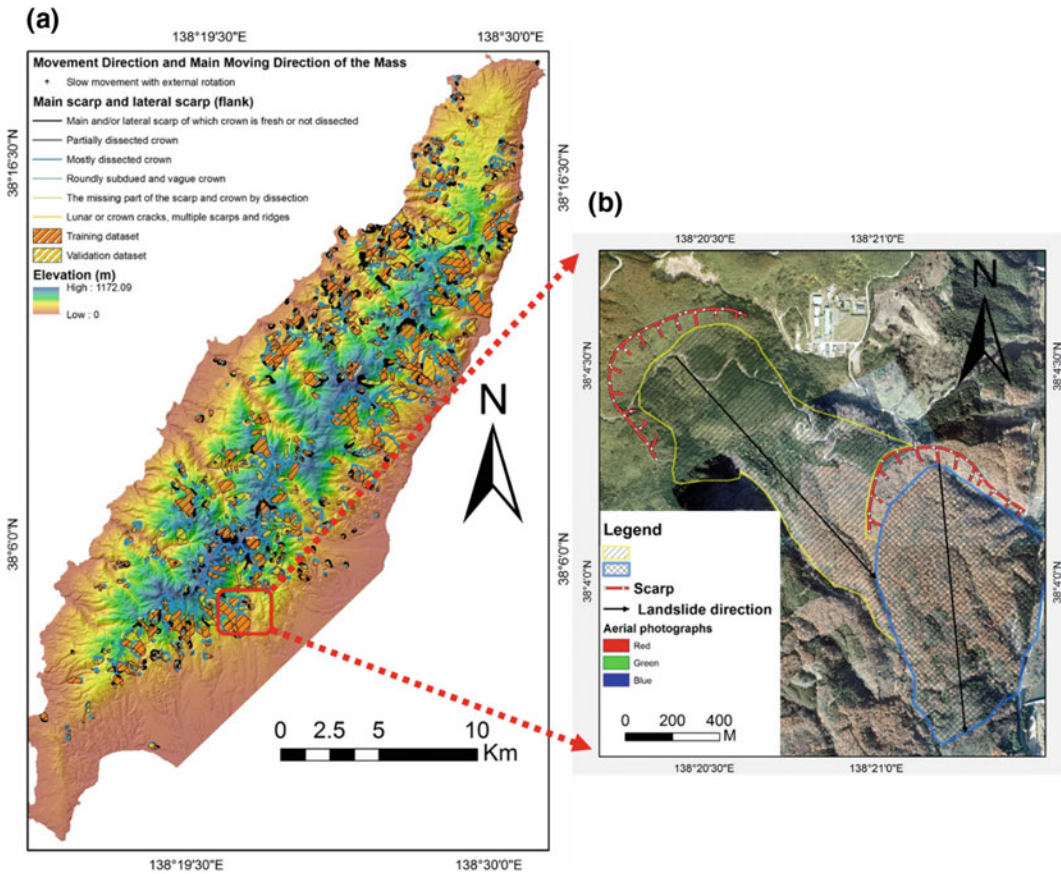 (a)
138°19'30"E
138°30'0"E
Movement Direction and Main Moving Direction of the Mass
Slow movement with external rotation
Main scarp and lateral scarp (flank)
Main and/or lateral scarp of which crown is fresh or not dissected
Partially dissected crown
Mostly dissected crown
Roundly subdued and vague crown
The missing part of the scarp and crown by dissection
Lunar or crown cracks, multiple scarps and ridges
Training dataset
Validation dataset
Elevation (m)
High : 1172.09
Low : 0
38°16'30"N
38°16'30"N
38°6'0"N
38°6'0"N
N
0 2.5 5 10
Km
138°19'30"E
138°30'0"E
(b)
138°20'30"E
138°21'0"E
N
38°4'30"N
38°4'30"N
38°4'0"N
38°4'0"N
Legend
Scarp
Landslide direction
Aerial photographs
Red
Green
Blue
0 200 400
M
138°20'30"E
138°21'0"E